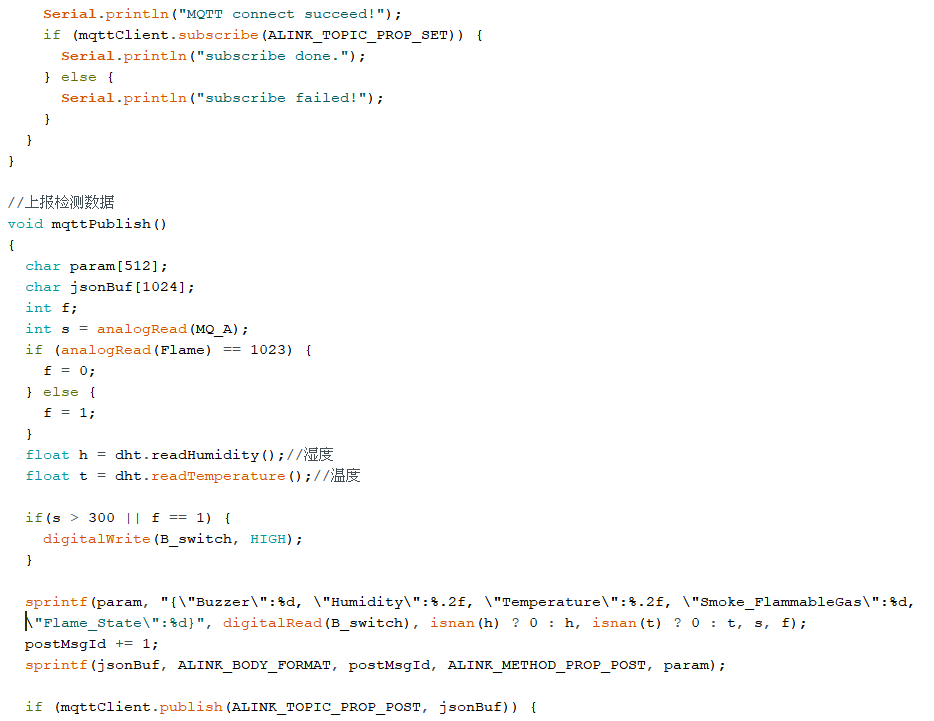 Serial.println("MQTT connect succeed!");
if (mqttClient.subscribe(ALINK_TOPIC_PROP_SET)) {
Serial.println("subscribe done.");
} else {
Serial.println("subscribe failed!");
}
}
}
//上报检测数据
void mqttPublish()
{
char param[512];
char jsonBuf[1024];
int f;
int s = analogRead(MQ_A);
if (analogRead(Flame) == 1023) {
f = 0;
} else {
f = 1;
}
float h = dht.readHumidity();//湿度
float t = dht.readTemperature();//温度
if(s > 300 || f == 1) {
digitalWrite(B_switch, HIGH);
}
sprintf(param, "{\"Buzzer\":%d, \"Humidity\":%.2f, \"Temperature\":%.2f, \"Smoke_FlammableGas\":%d,
\"Flame_State\":%d}", digitalRead(B_switch), isnan(h) ? 0 : h, isnan(t) ? 0 : t, s, f);
postMsgId += 1;
sprintf(jsonBuf, ALINK_BODY_FORMAT, postMsgId, ALINK_METHOD_PROP_POST, param);
if (mqttClient.publish(ALINK_TOPIC_PROP_POST, jsonBuf)) {